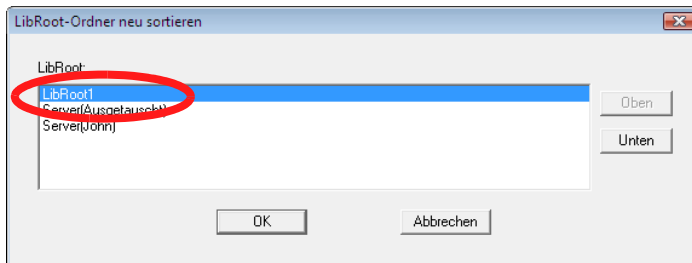 LibRoot-Ordner neu sortieren
LibRoot:
LibRoot1
Server(Ausgetauscht)
Server(John)
Oben
Unten
OK
Abbrechen